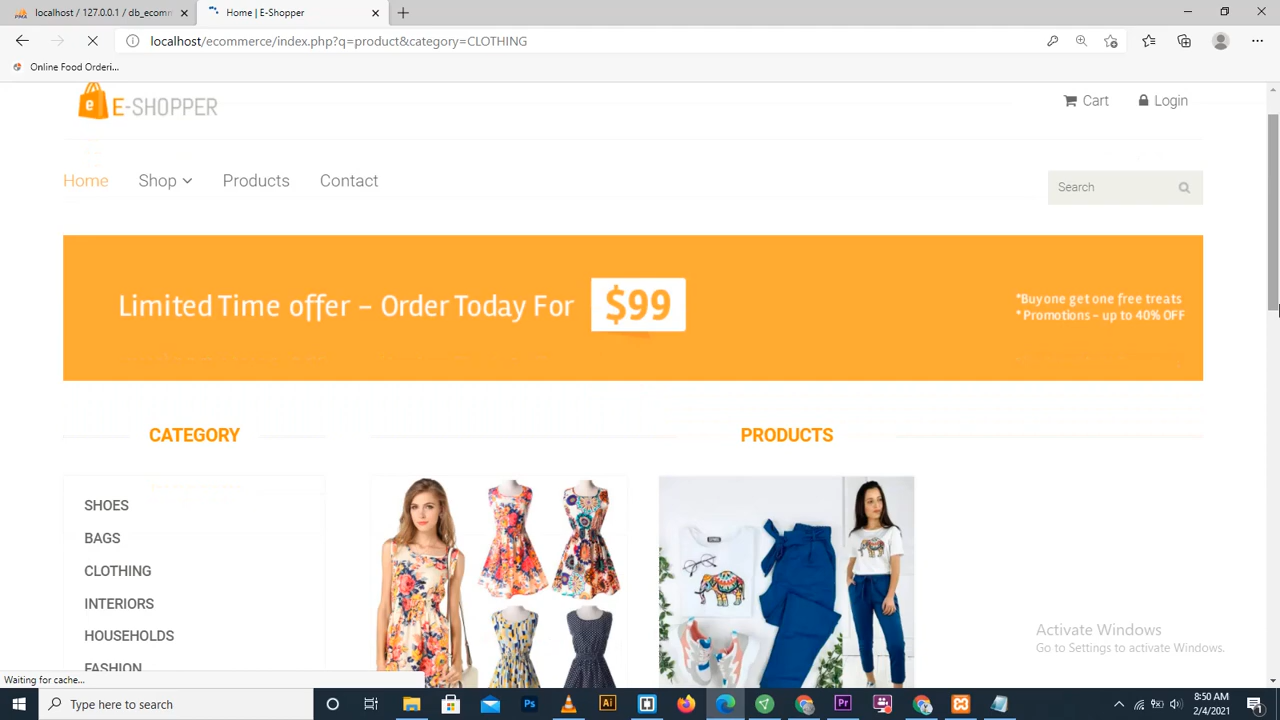 localhost / 127.0.0.1 / db_ecomm
Home | E-Shopper
localhost/ecommerce/index.php?q=product&category=CLOTHING
Online Food Orderi...
E-SHOPPER
Cart
Login
Home
Shop
Products
Contact
Search
Limited Time offer – Order Today For
$99
*Buy one get one free treats
* Promotions – up to 40% OFF
CATEGORY
PRODUCTS
SHOES
BAGS
CLOTHING
INTERIORS
HOUSEHOLDS
FASHION
Activate Windows
Go to Settings to activate Windows.
Waiting for cache...
Type here to search
8:50 AM
2/4/2021